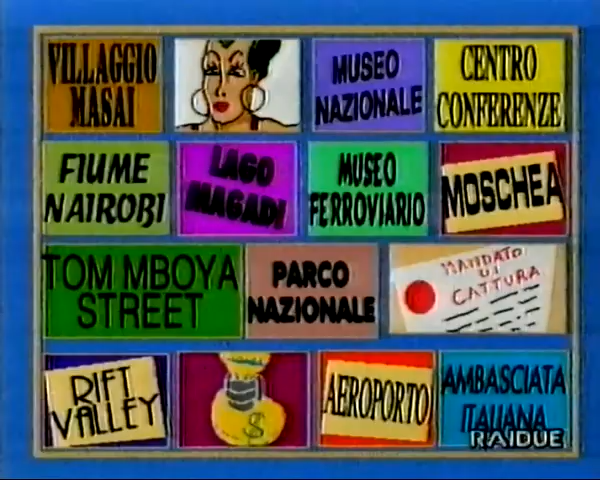 VILLAGGIO
MASAI
MUSEO
NAZIONALE
CENTRO
CONFERENZE
FIUME
NAIROBI
LAGO
MAGADI
MUSEO
FERROVIARIO
MOSCHEA
TOM MBOYA
STREET
PARCO
NAZIONALE
MANDATO
DI
CATTURA
RIFT
VALLEY
$
AEROPORTO
AMBASCIATA
ITALIANA
RAIDUE